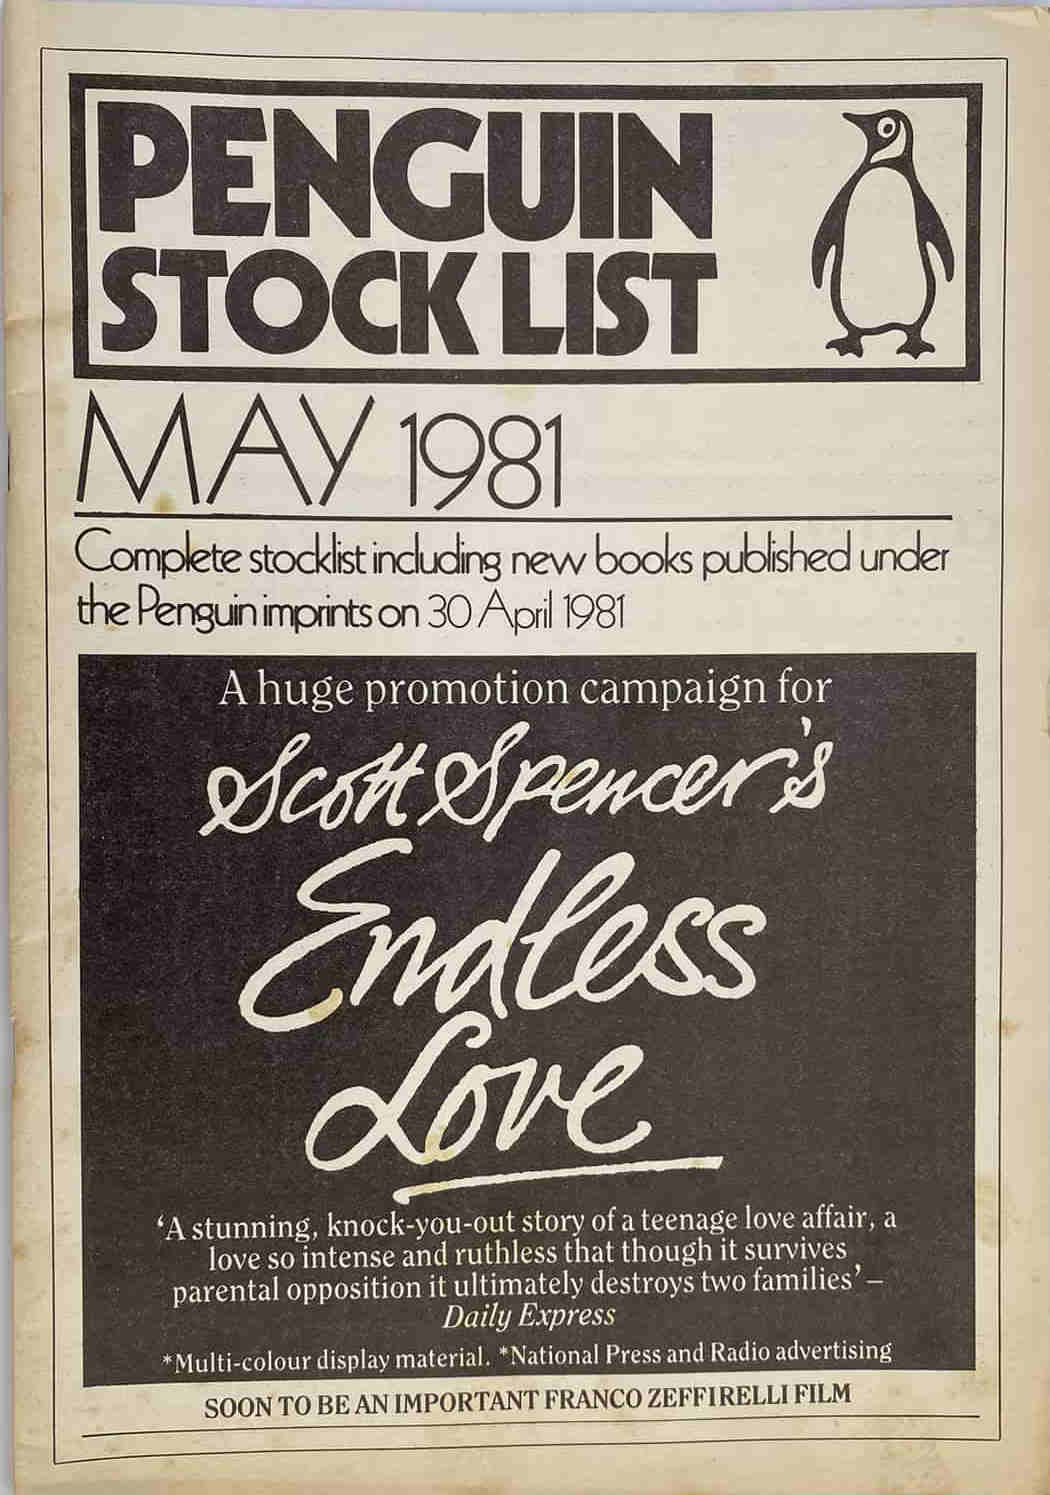 PENGUIN
STOCK LIST
MAY 1981
Complete stocklist including new books published under
the Penguin imprints on 30 April 1981
A huge promotion campaign for
Scott Spencer's
Endless
Love
‘A stunning, knock-you-out story of a teenage love affair, a
love so intense and ruthless that though it survives
parental opposition it ultimately destroys two families’ –
Daily Express
*Multi-colour display material. *National Press and Radio advertising
SOON TO BE AN IMPORTANT FRANCO ZEFFIRELLI FILM